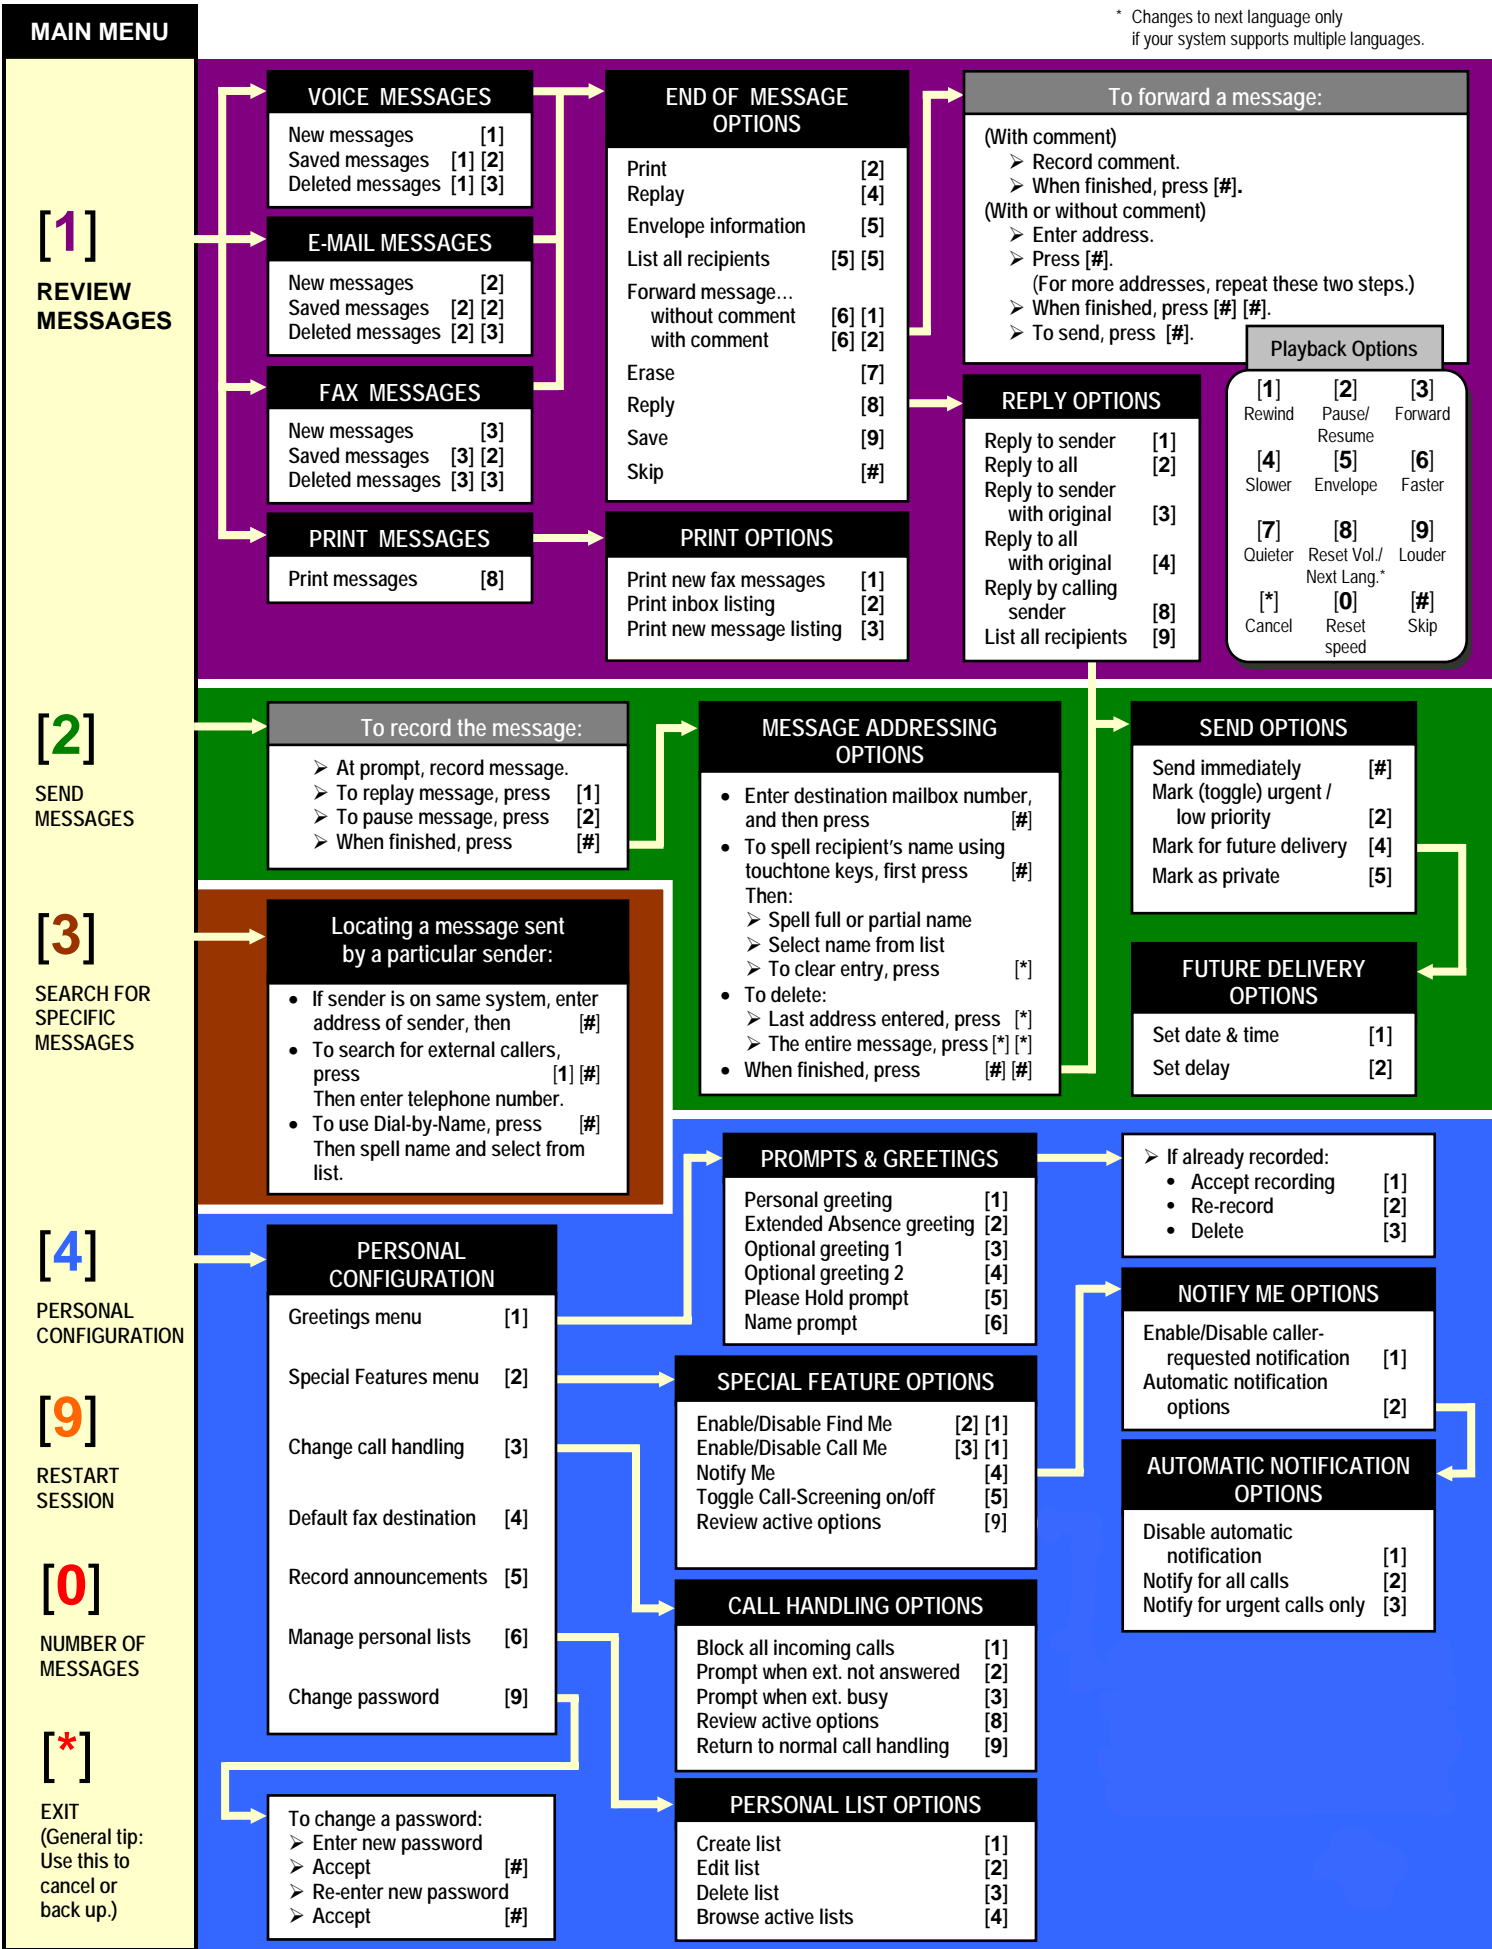 * Changes to next language only
if your system supports multiple languages.
MAIN MENU
[1]
REVIEW
MESSAGES
VOICE MESSAGES
New messages [1]
Saved messages [1] [2]
Deleted messages [1] [3]
E-MAIL MESSAGES
New messages [2]
Saved messages [2] [2]
Deleted messages [2] [3]
FAX MESSAGES
New messages [3]
Saved messages [3] [2]
Deleted messages [3] [3]
PRINT MESSAGES
Print messages [8]
END OF MESSAGE
OPTIONS
Print [2]
Replay [4]
Envelope information [5]
List all recipients [5] [5]
Forward message...
without comment [6] [1]
with comment [6] [2]
Erase [7]
Reply [8]
Save [9]
Skip [#]
PRINT OPTIONS
Print new fax messages [1]
Print inbox listing [2]
Print new message listing [3]
To forward a message:
(With comment)
➢ Record comment.
➢ When finished, press [#].
(With or without comment)
➢ Enter address.
➢ Press [#].
(For more addresses, repeat these two steps.)
➢ When finished, press [#] [#].
➢ To send, press [#].
REPLY OPTIONS
Reply to sender [1]
Reply to all [2]
Reply to sender
with original [3]
Reply to all
with original [4]
Reply by calling
sender [8]
List all recipients [9]
Playback Options
[1] [2] [3]
Rewind Pause/ Forward
Resume
[4] [5] [6]
Slower Envelope Faster
[7] [8] [9]
Quieter Reset Vol./ Louder
Next Lang.*
[*] [0] [#]
Cancel Reset Skip
speed
[2]
SEND
MESSAGES
To record the message:
➢ At prompt, record message.
➢ To replay message, press [1]
➢ To pause message, press [2]
➢ When finished, press [#]
MESSAGE ADDRESSING
OPTIONS
• Enter destination mailbox number,
and then press [#]
• To spell recipient's name using
touchtone keys, first press [#]
Then:
➢ Spell full or partial name
➢ Select name from list
➢ To clear entry, press [*]
• To delete:
➢ Last address entered, press [*]
➢ The entire message, press [*] [*]
• When finished, press [#] [#]
SEND OPTIONS
Send immediately [#]
Mark (toggle) urgent /
low priority [2]
Mark for future delivery [4]
Mark as private [5]
FUTURE DELIVERY
OPTIONS
Set date & time [1]
Set delay [2]
[3]
SEARCH FOR
SPECIFIC
MESSAGES
Locating a message sent
by a particular sender:
• If sender is on same system, enter
address of sender, then [#]
• To search for external callers,
press [1] [#]
Then enter telephone number.
• To use Dial-by-Name, press [#]
Then spell name and select from
list.
[4]
PERSONAL
CONFIGURATION
PERSONAL
CONFIGURATION
Greetings menu [1]
Special Features menu [2]
Change call handling [3]
Default fax destination [4]
Record announcements [5]
Manage personal lists [6]
Change password [9]
PROMPTS & GREETINGS
Personal greeting [1]
Extended Absence greeting [2]
Optional greeting 1 [3]
Optional greeting 2 [4]
Please Hold prompt [5]
Name prompt [6]
➢ If already recorded:
• Accept recording [1]
• Re-record [2]
• Delete [3]
SPECIAL FEATURE OPTIONS
Enable/Disable Find Me [2] [1]
Enable/Disable Call Me [3] [1]
Notify Me [4]
Toggle Call-Screening on/off [5]
Review active options [9]
NOTIFY ME OPTIONS
Enable/Disable caller-
requested notification [1]
Automatic notification
options [2]
AUTOMATIC NOTIFICATION
OPTIONS
Disable automatic
notification [1]
Notify for all calls [2]
Notify for urgent calls only [3]
CALL HANDLING OPTIONS
Block all incoming calls [1]
Prompt when ext. not answered [2]
Prompt when ext. busy [3]
Review active options [8]
Return to normal call handling [9]
PERSONAL LIST OPTIONS
Create list [1]
Edit list [2]
Delete list [3]
Browse active lists [4]
To change a password:
➢ Enter new password
➢ Accept [#]
➢ Re-enter new password
➢ Accept [#]
[9]
RESTART
SESSION
[0]
NUMBER OF
MESSAGES
[*]
EXIT
(General tip:
Use this to
cancel or
back up.)